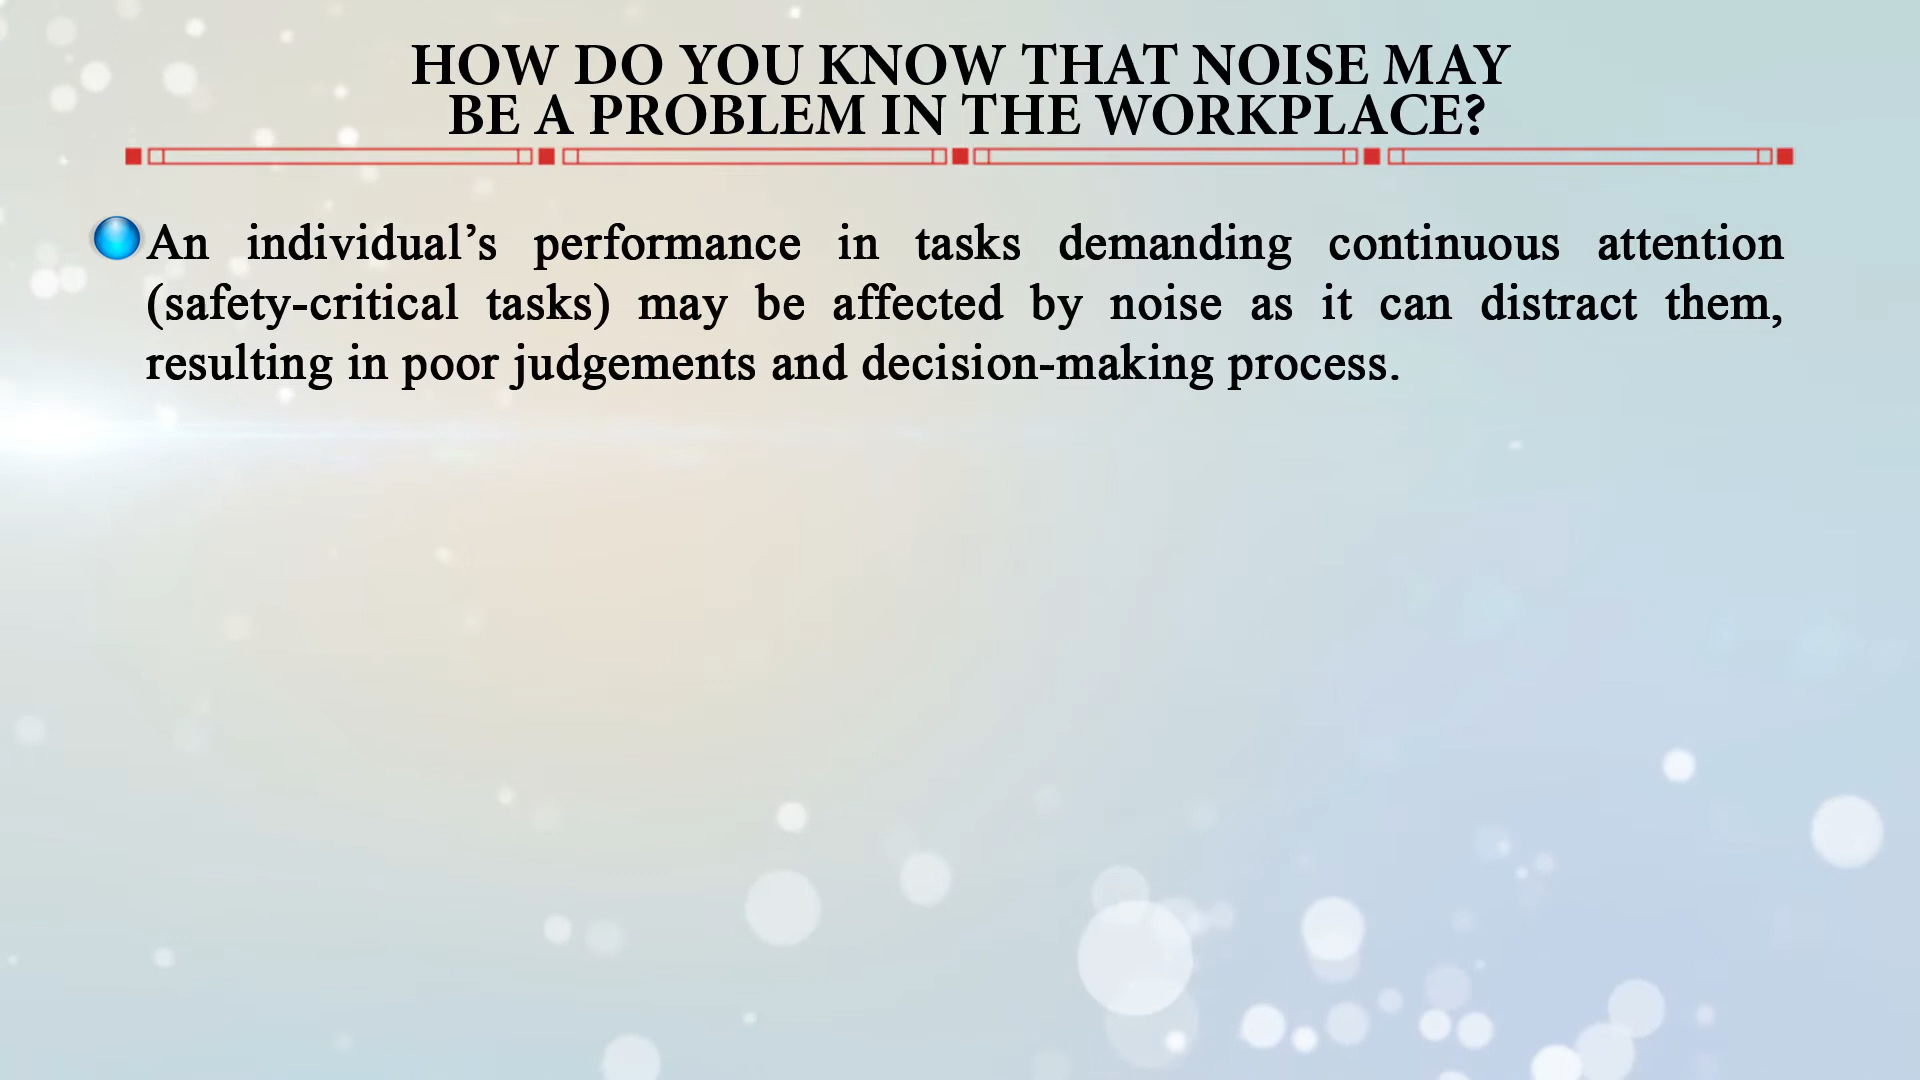 HOW DO YOU KNOW THAT NOISE MAY
BE A PROBLEM IN THE WORKPLACE?
An individual’s performance in tasks demanding continuous attention
(safety-critical tasks) may be affected by noise as it can distract them,
resulting in poor judgements and decision-making process.